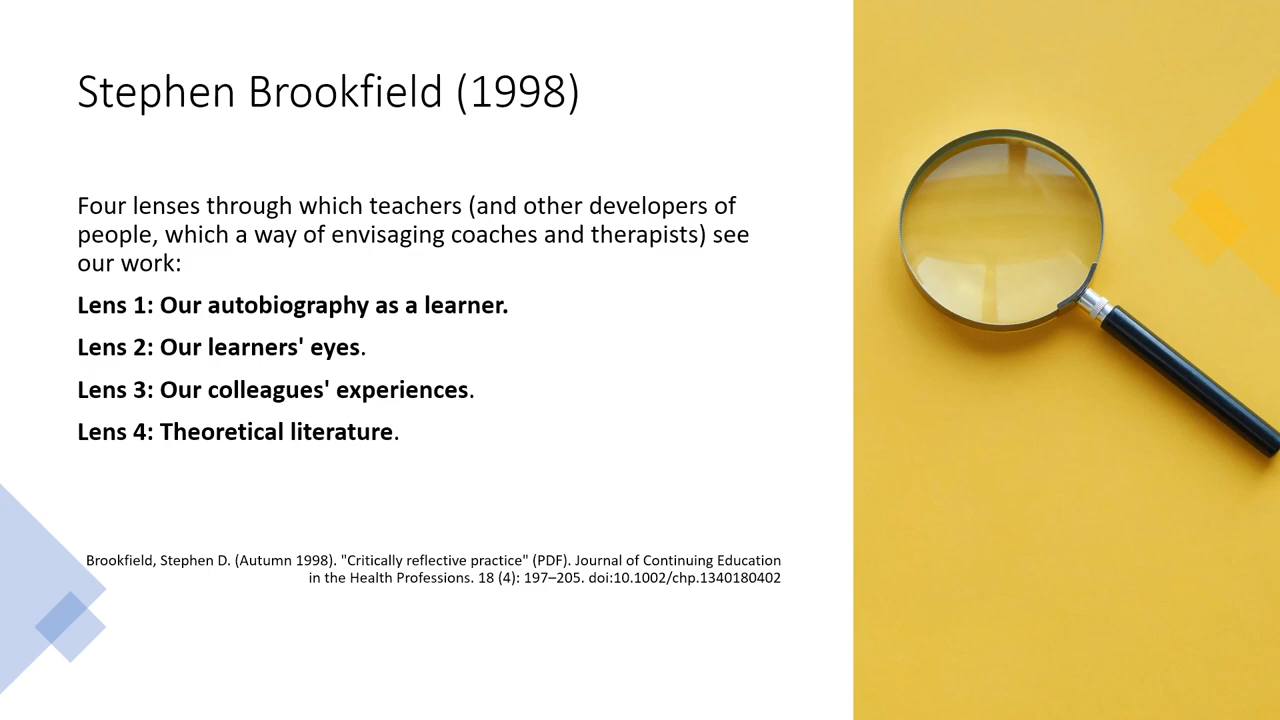 Stephen Brookfield (1998)
Four lenses through which teachers (and other developers of
people, which a way of envisaging coaches and therapists) see
our work:
Lens 1: Our autobiography as a learner.
Lens 2: Our learners' eyes.
Lens 3: Our colleagues' experiences.
Lens 4: Theoretical literature.
Brookfield, Stephen D. (Autumn 1998). "Critically reflective practice" (PDF). Journal of Continuing Education
in the Health Professions. 18 (4): 197–205. doi:10.1002/chp.1340180402